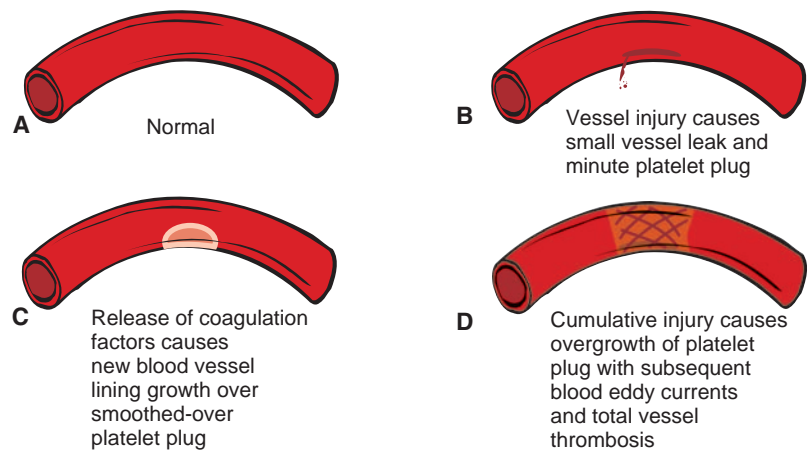 A
Normal
B
Vessel injury causes
small vessel leak and
minute platelet plug
C
Release of coagulation
factors causes
new blood vessel
lining growth over
smoothed-over
platelet plug
D
Cumulative injury causes
overgrowth of platelet
plug with subsequent
blood eddy currents
and total vessel
thrombosis